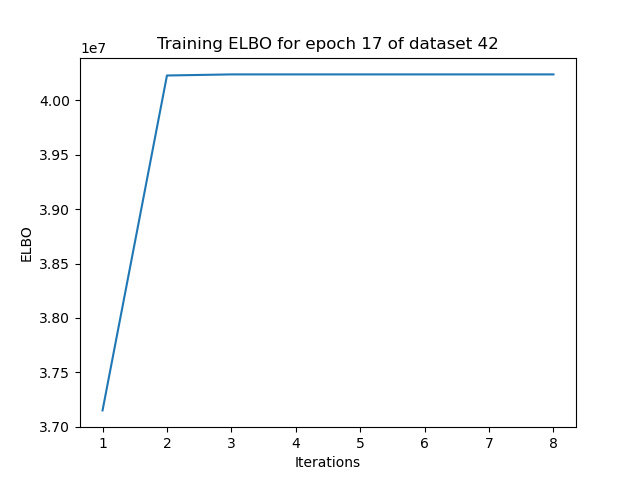 Training ELBO for epoch 17 of dataset 42
1e7
4.00
3.95
3.90
3.85
3.80
3.75
3.70
ELBO
1 2 3 4 5 6 7 8
Iterations